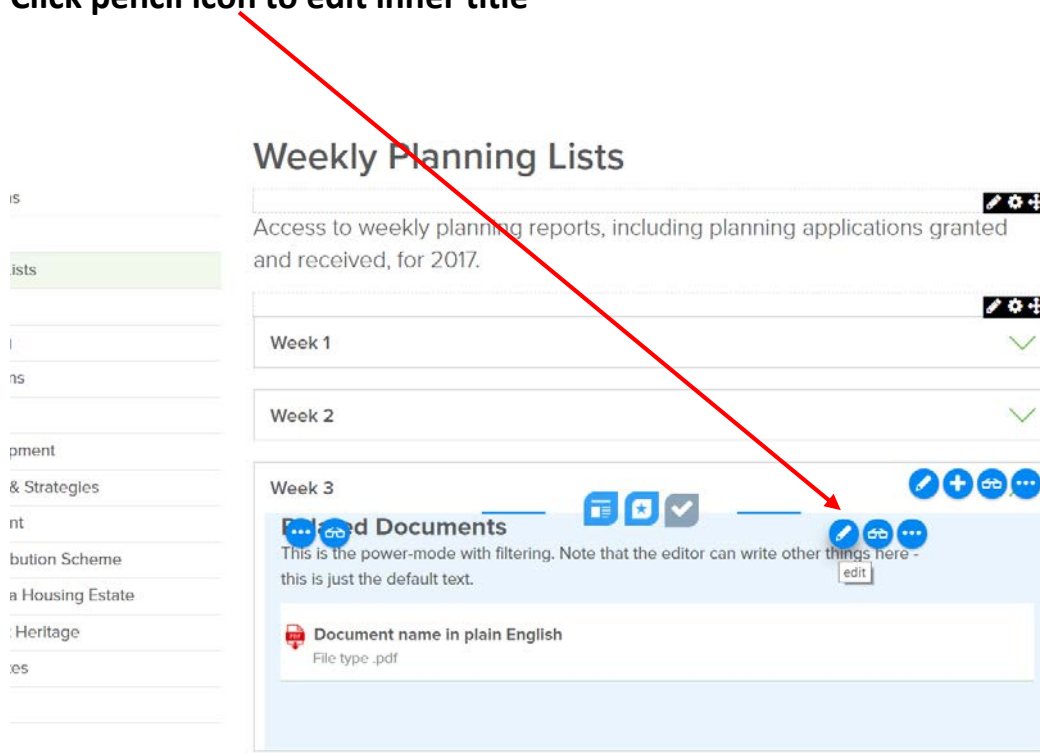 Click pencil icon to edit inner title
Weekly Planning Lists
Access to weekly planning reports, including planning applications granted
and received, for 2017.
ists
ns
pment
& Strategies
nt
bution Scheme
a Housing Estate
Heritage
es
Week 1
Week 2
Week 3
Related Documents
This is the power-mode with filtering. Note that the editor can write other things here -
this is just the default text.
edit
Document name in plain English
File type .pdf